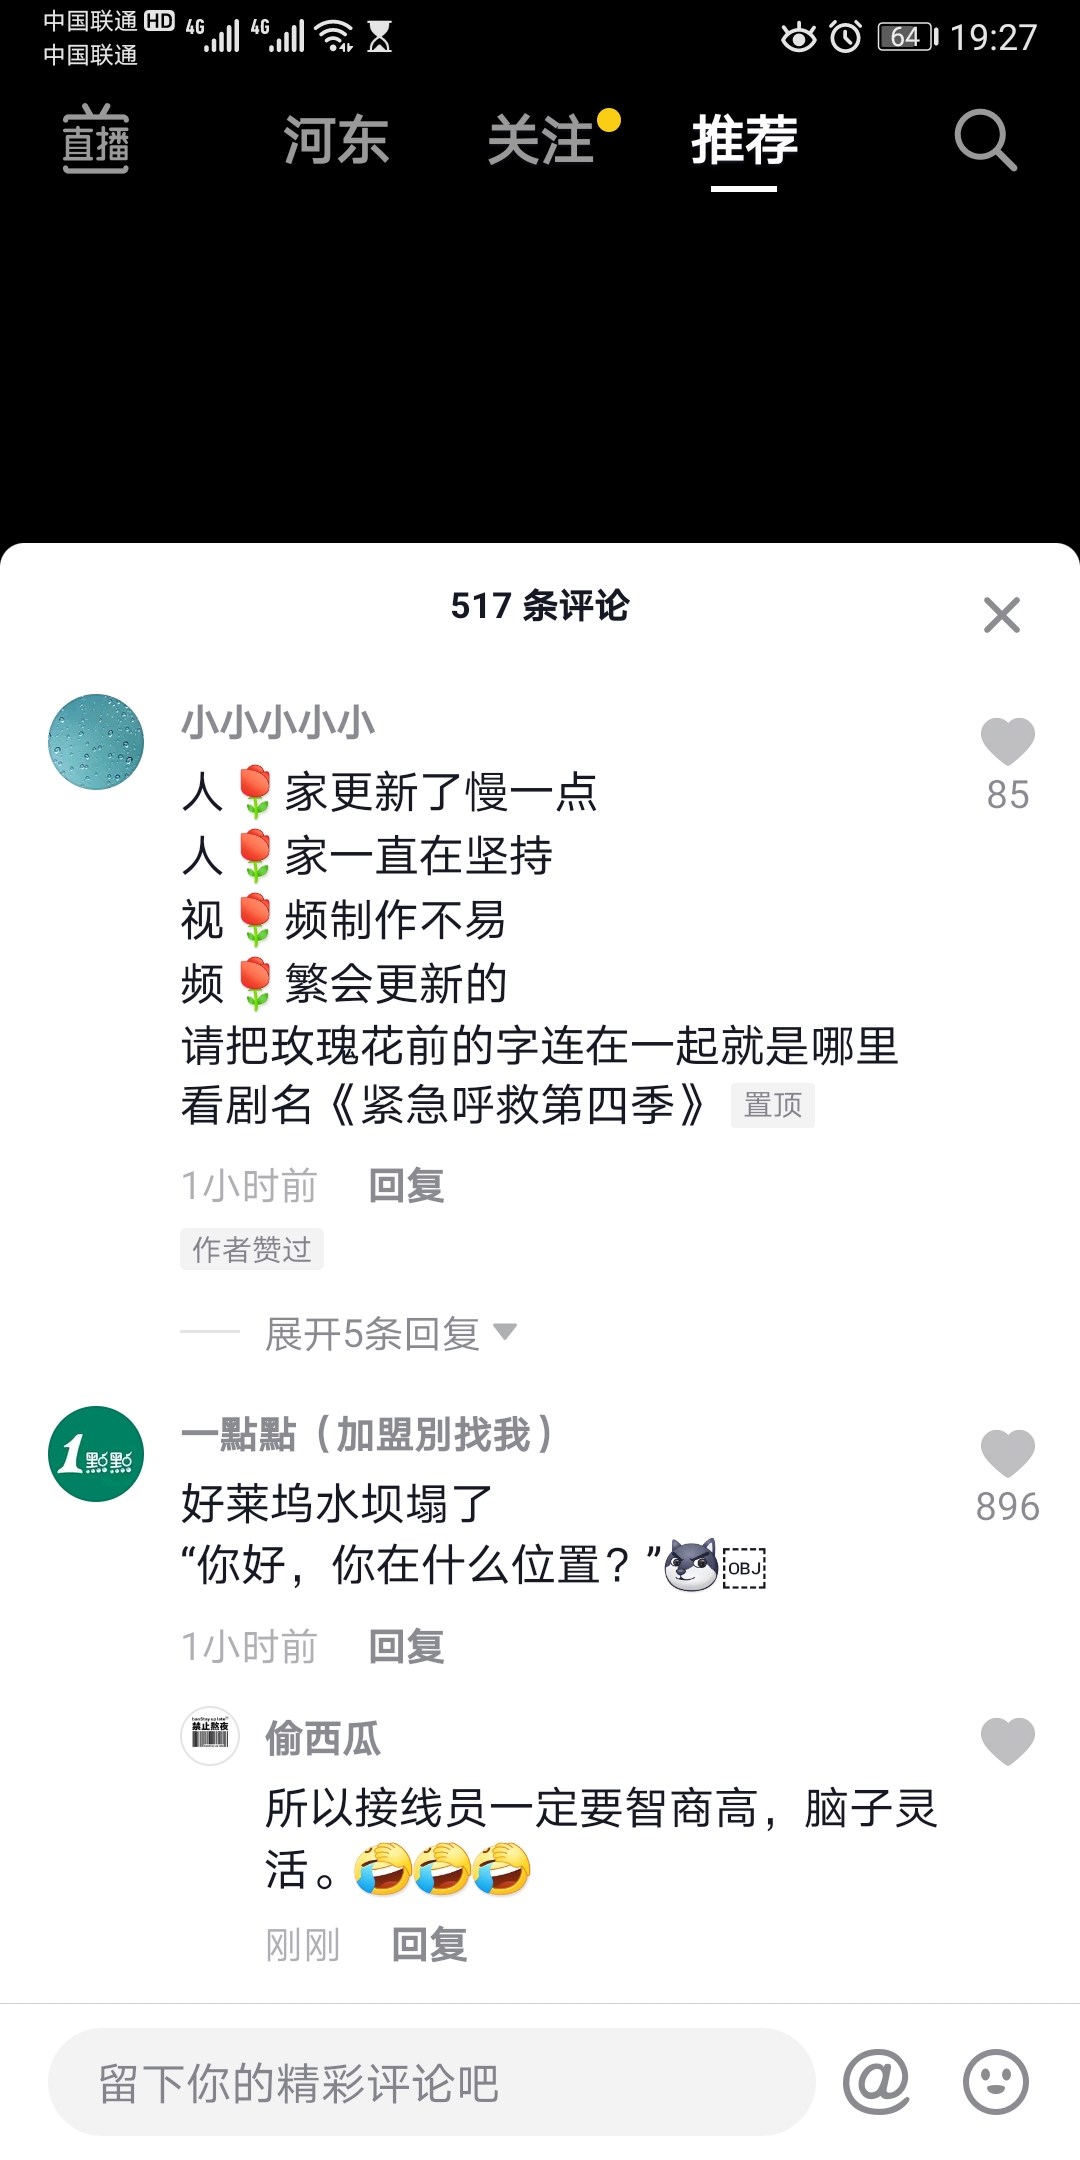 中国联通 HD 4G 4G 64 19:27
中国联通
直播 河东 关注 推荐
517 条评论
小小小小小
人🌹家更新了慢一点
85
人🌹家一直在坚持
视🌹频制作不易
频🌹繁会更新的
请把玫瑰花前的字连在一起就是哪里
看剧名《紧急呼救第四季》 置顶
1小时前 回复
作者赞过
展开5条回复
1點點
一點點（加盟別找我）
好莱坞水坝塌了
896
“你好，你在什么位置？”OBJ
1小时前 回复
禁止熬夜
偷西瓜
所以接线员一定要智商高，脑子灵
活。🤣🤣🤣
刚刚 回复
留下你的精彩评论吧 @